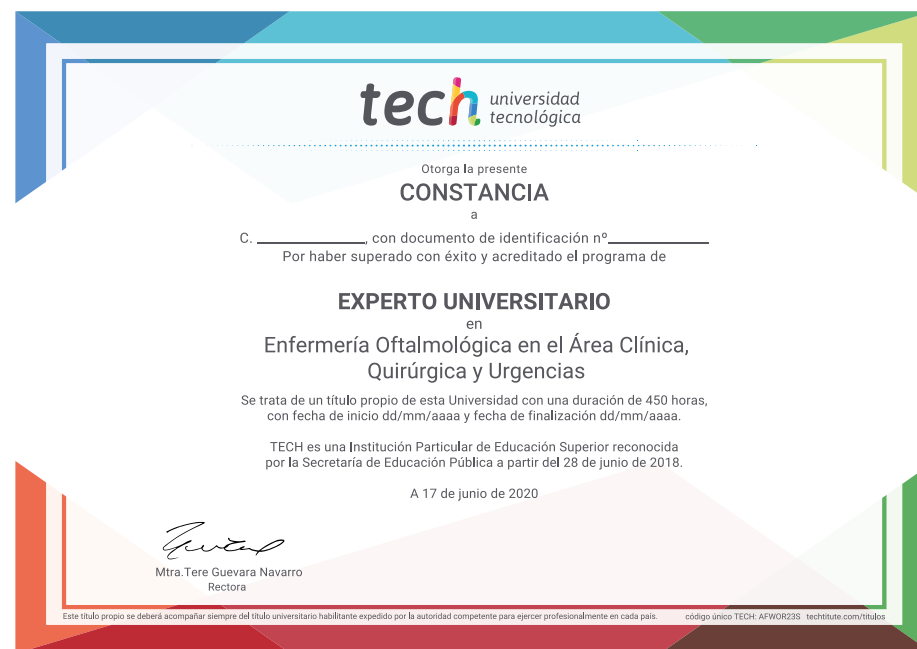 tech universidad
tecnológica
Otorga la presente
CONSTANCIA
a
C. ____________, con documento de identificación nº____________
Por haber superado con éxito y acreditado el programa de
EXPERTO UNIVERSITARIO
en
Enfermería Oftalmológica en el Área Clínica,
Quirúrgica y Urgencias
Se trata de un título propio de esta Universidad con una duración de 450 horas,
con fecha de inicio dd/mm/aaaa y fecha de finalización dd/mm/aaaa.
TECH es una Institución Particular de Educación Superior reconocida
por la Secretaría de Educación Pública a partir del 28 de junio de 2018.
A 17 de junio de 2020
Mtra.Tere Guevara Navarro
Rectora
Este título propio se deberá acompañar siempre del título universitario habilitante expedido por la autoridad competente para ejercer profesionalmente en cada país. código único TECH: AFWOR23S techtitute.com/titulos